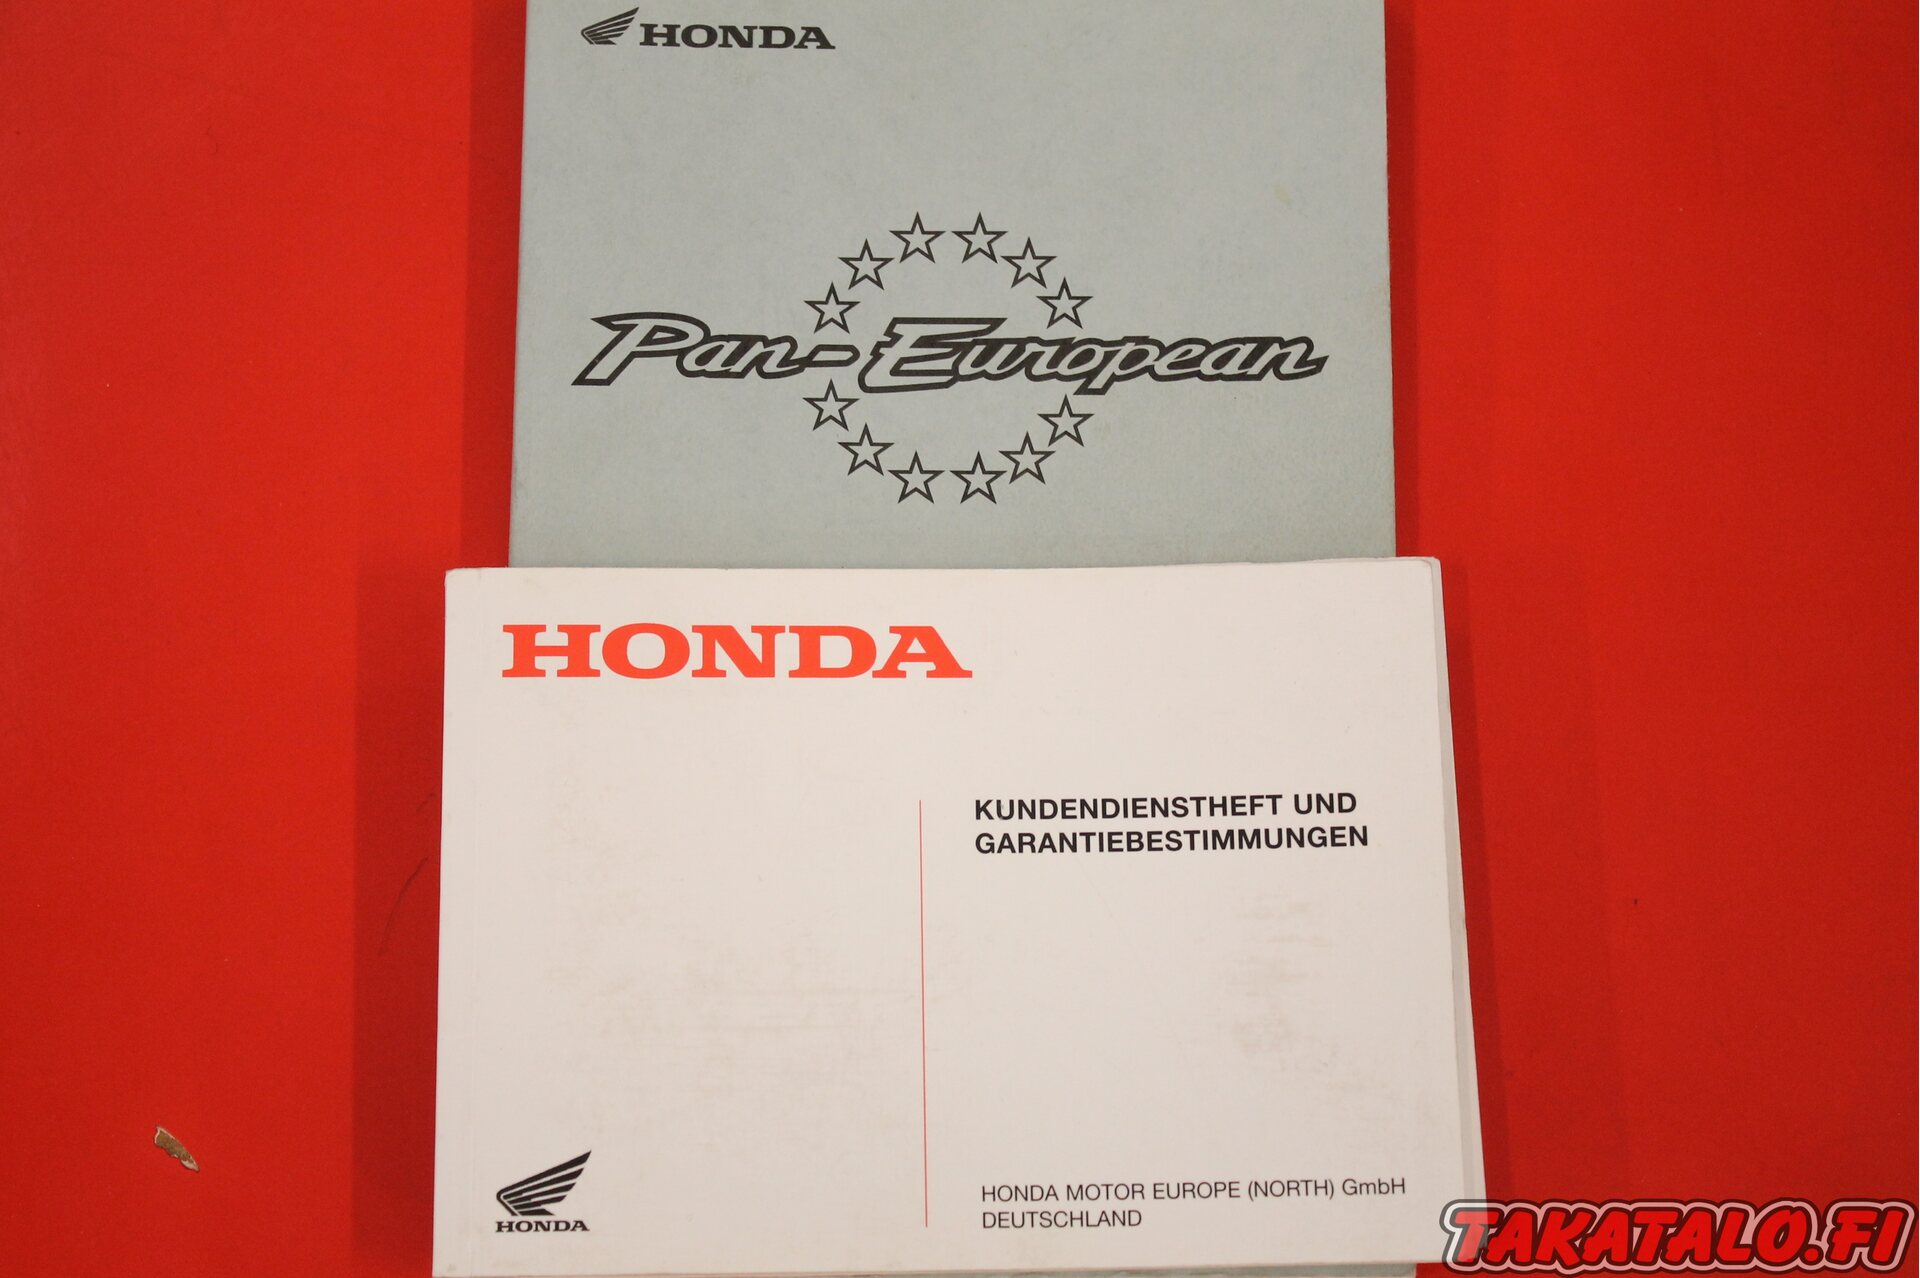 HONDA
Pan-European
HONDA
KUNDENDIENSTHEFT UND
GARANTIEBESTIMMUNGEN
HONDA
HONDA MOTOR EUROPE (NORTH) GmbH
DEUTSCHLAND
TAKATALO.FI